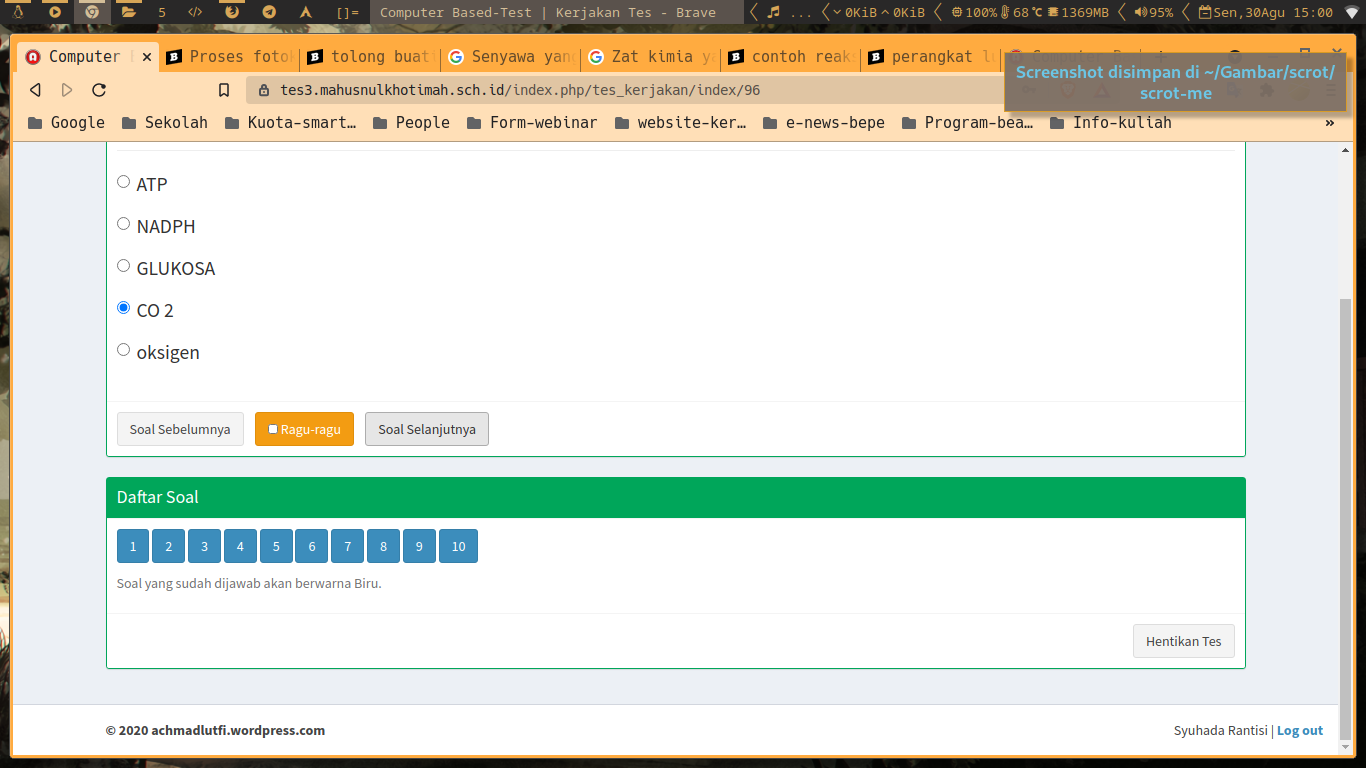 5 </> []= Computer Based-Test | Kerjakan Tes - Brave ... 0KiB 0KiB 100% 68℃ 1369MB 95% Sen,30Agu 15:00
Computer Proses foto tolong buat Senyawa yan Zat kimia contoh reak perangkat
Screenshot disimpan di ~/Gambar/scrot/
scrot-me
tes3.mahusnulkhotimah.sch.id/index.php/tes_kerjakan/index/96
Google Sekolah Kuota-smart… People Form-webinar website-ker… e-news-bepe Program-bea… Info-kuliah »
ATP
NADPH
GLUKOSA
CO 2
oksigen
Soal Sebelumnya Ragu-ragu Soal Selanjutnya
Daftar Soal
1 2 3 4 5 6 7 8 9 10
Soal yang sudah dijawab akan berwarna Biru.
Hentikan Tes
© 2020 achmadlutfi.wordpress.com Syuhada Rantisi | Log out